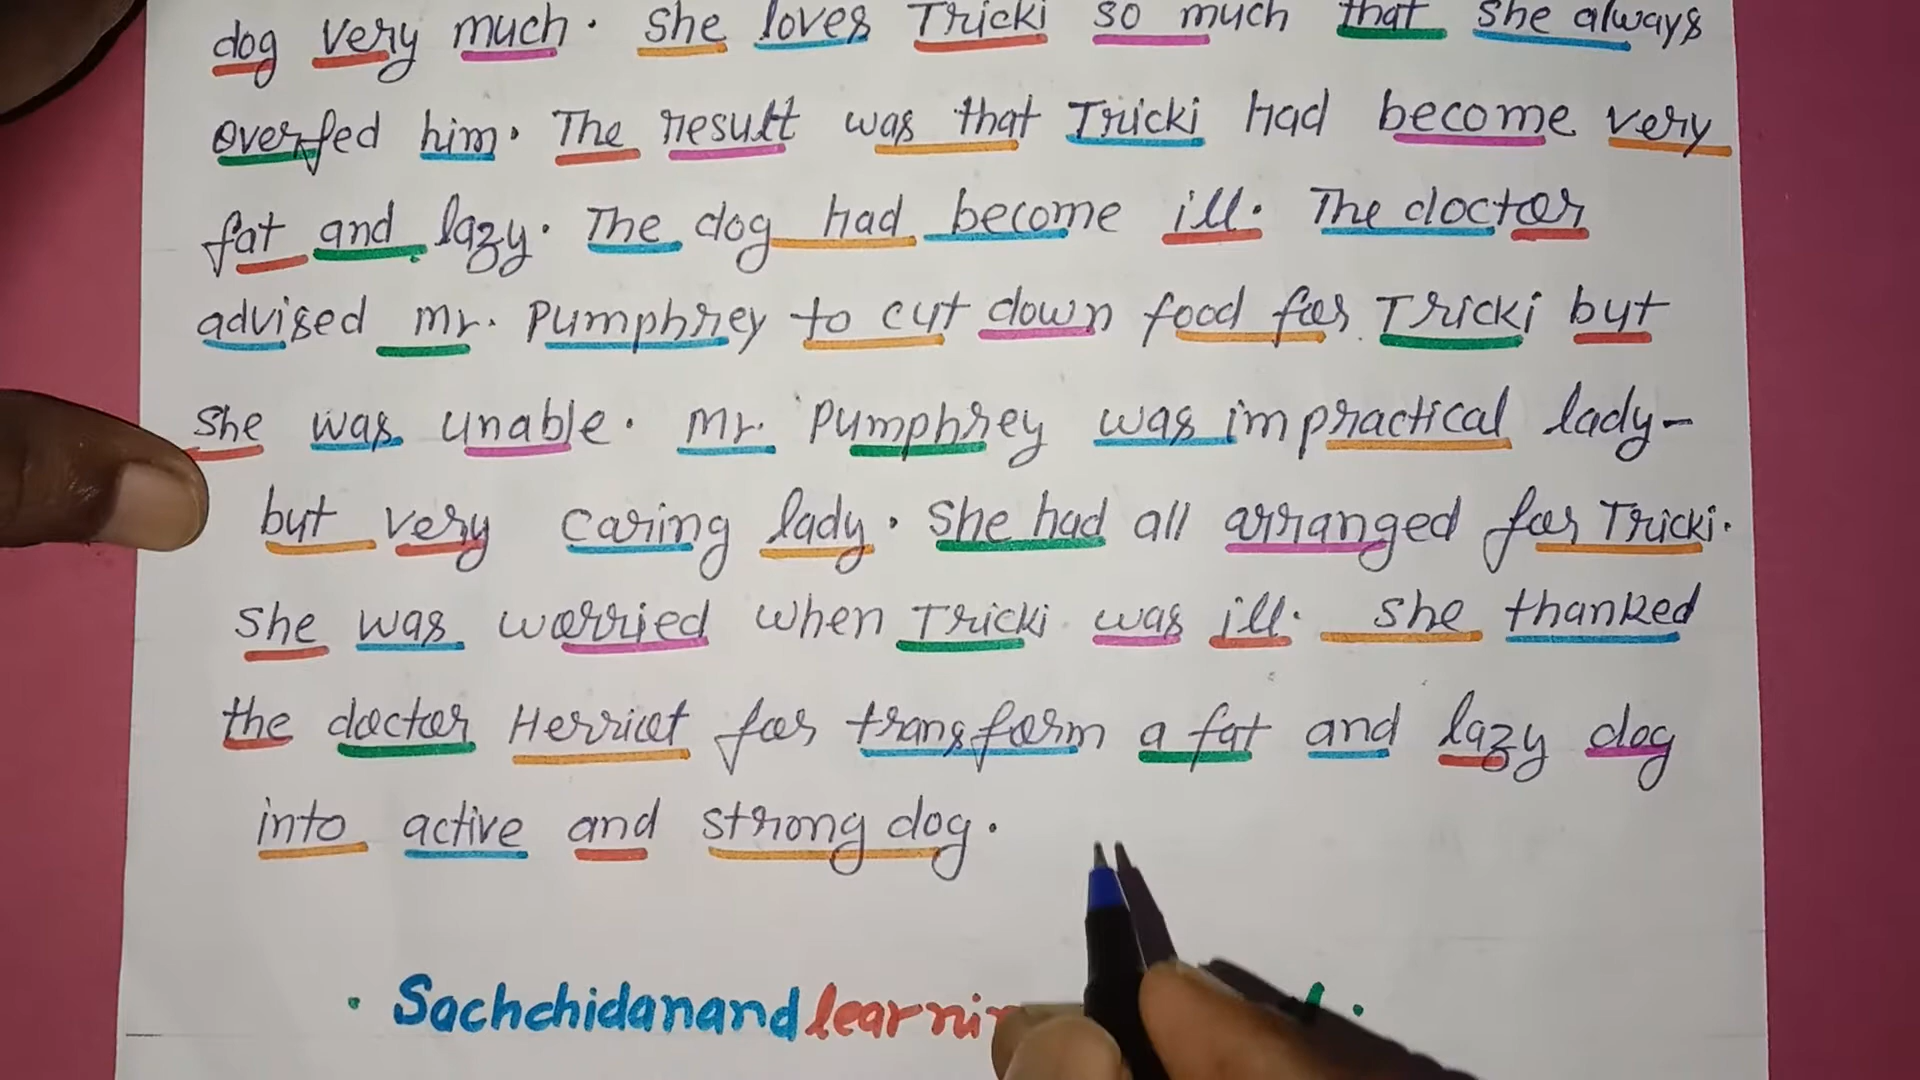 dog very much. She loves Tricki so much that she always
overfed him. The result was that Tricki had become very
fat and lazy. The dog had become ill. The doctor
advised Mr. Pumphrey to cut down food for Tricki but
she was unable. Mr. Pumphrey was impractical lady-
but very caring lady. She had all arranged for Tricki.
She was worried when Tricki was ill. She thanked
the doctor Herriot for transform a fat and lazy dog
into active and strong dog.
Sachchidanand